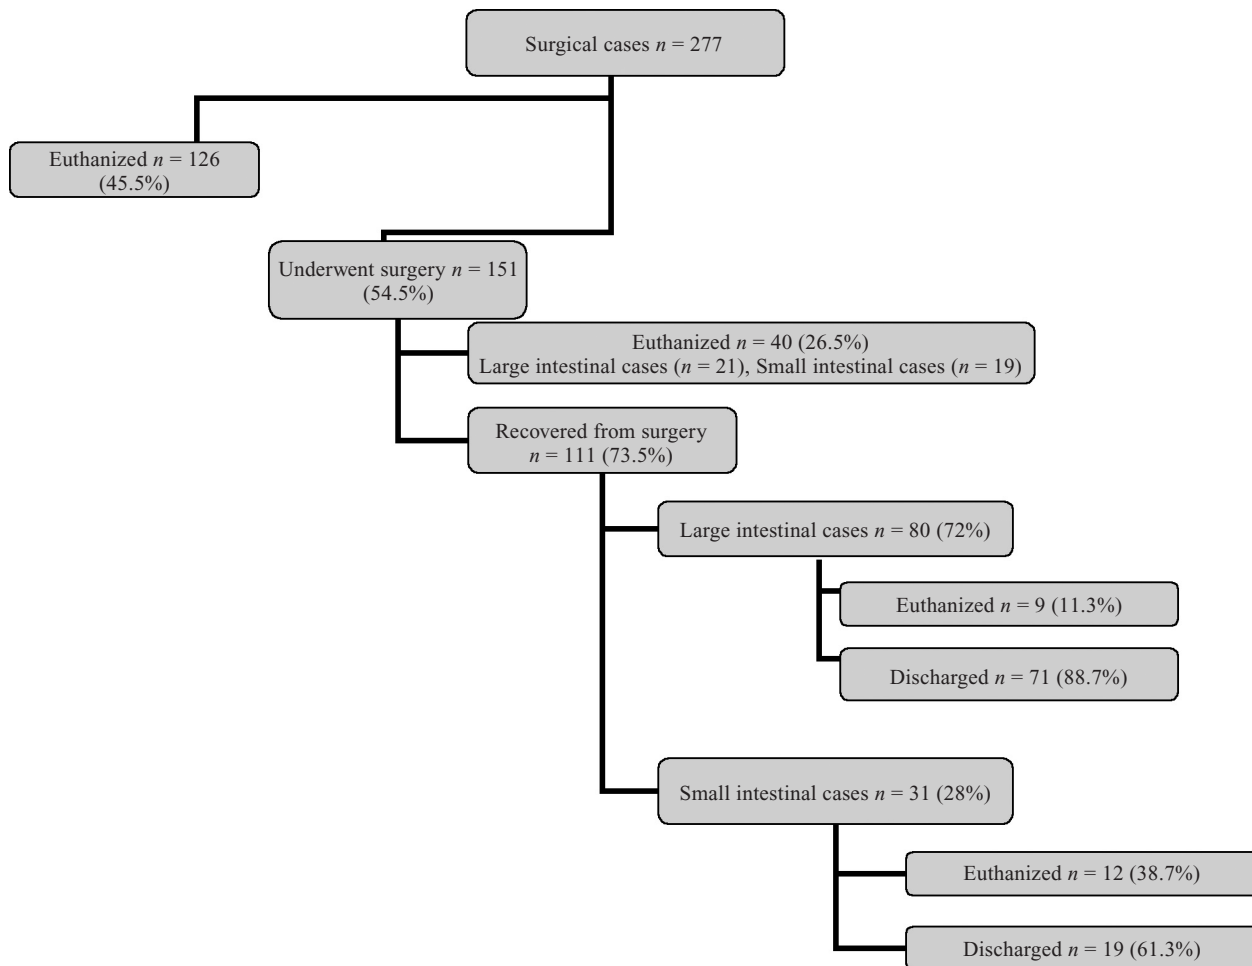 Surgical cases n = 277
Euthanized n = 126
(45.5%)
Underwent surgery n = 151
(54.5%)
Euthanized n = 40 (26.5%)
Large intestinal cases (n = 21), Small intestinal cases (n = 19)
Recovered from surgery
n = 111 (73.5%)
Large intestinal cases n = 80 (72%)
Euthanized n = 9 (11.3%)
Discharged n = 71 (88.7%)
Small intestinal cases n = 31 (28%)
Euthanized n = 12 (38.7%)
Discharged n = 19 (61.3%)